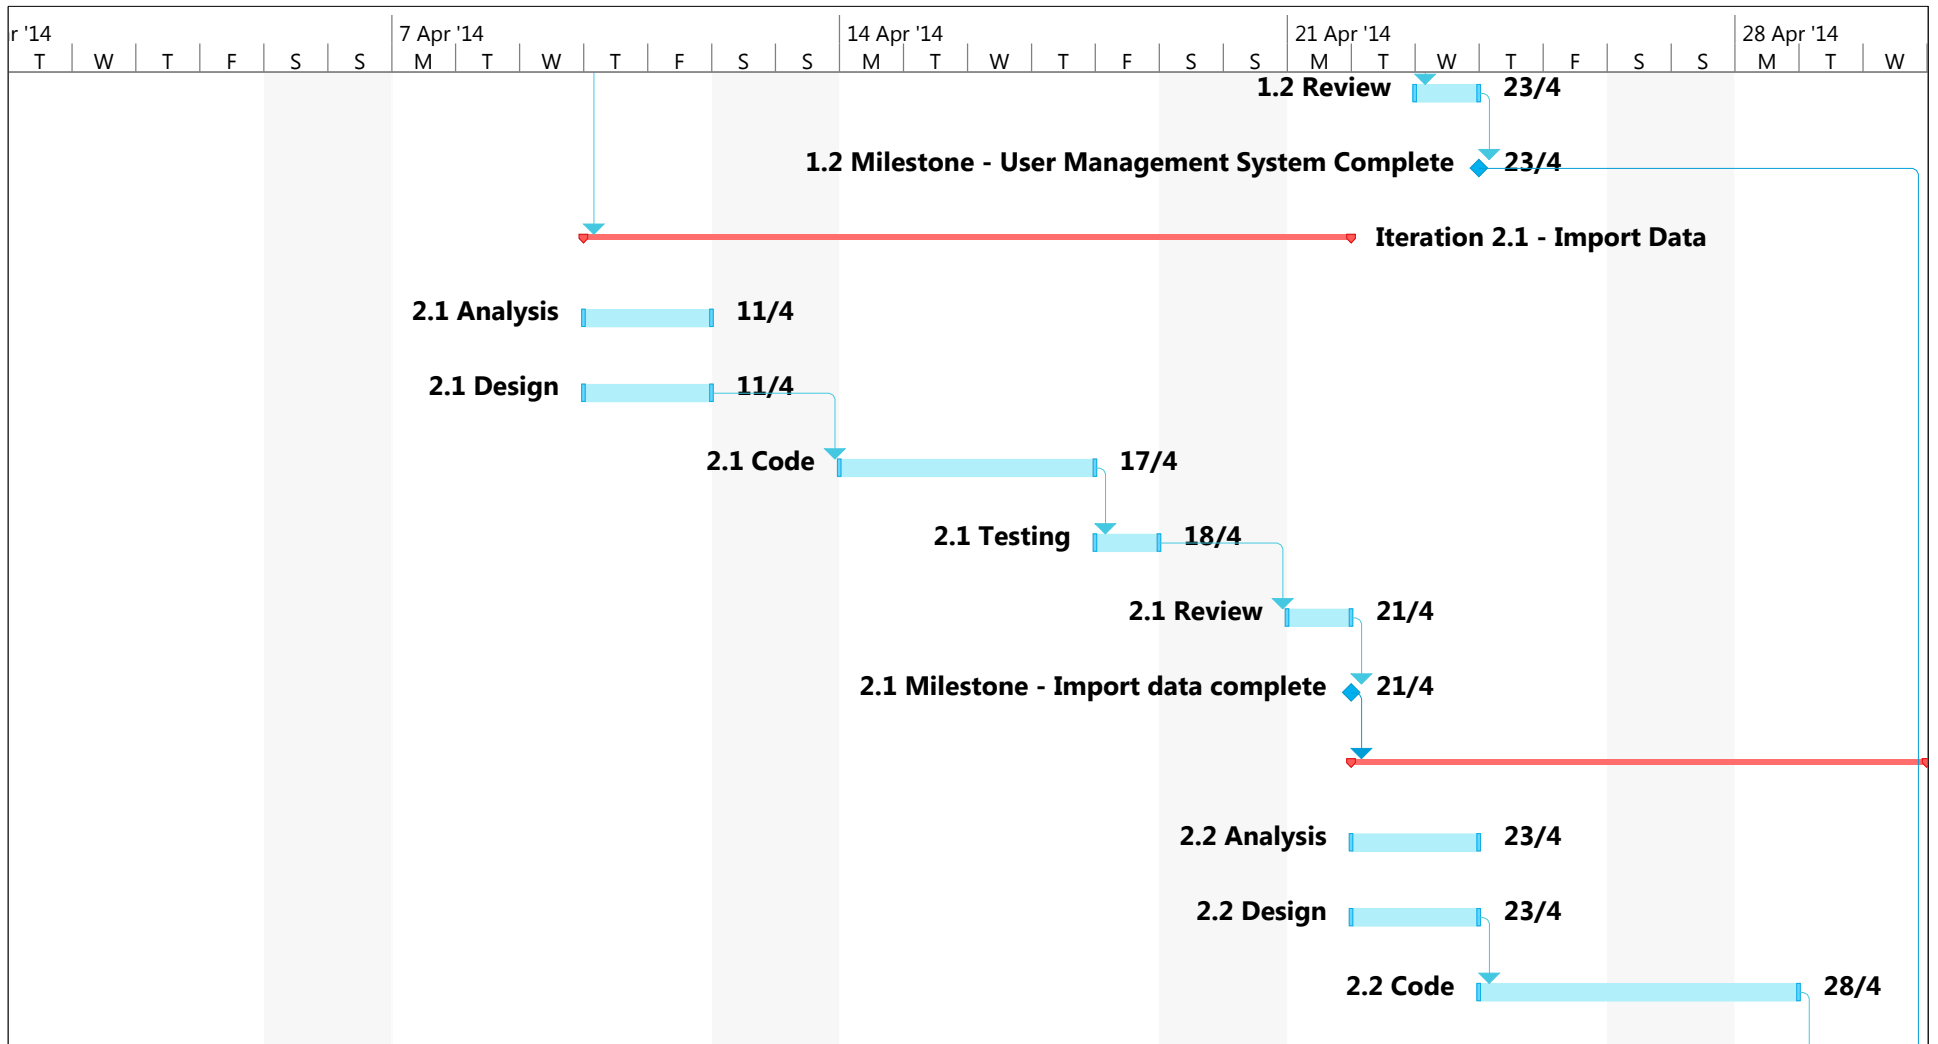 r '14 7 Apr '14 14 Apr '14 21 Apr '14 28 Apr '14
T W T F S S M T W T F S S M T W T F S S M T W T F S S M T W
1.2 Review 23/4
1.2 Milestone - User Management System Complete 23/4
Iteration 2.1 - Import Data
2.1 Analysis 11/4
2.1 Design 11/4
2.1 Code 17/4
2.1 Testing 18/4
2.1 Review 21/4
2.1 Milestone - Import data complete 21/4
2.2 Analysis 23/4
2.2 Design 23/4
2.2 Code 28/4